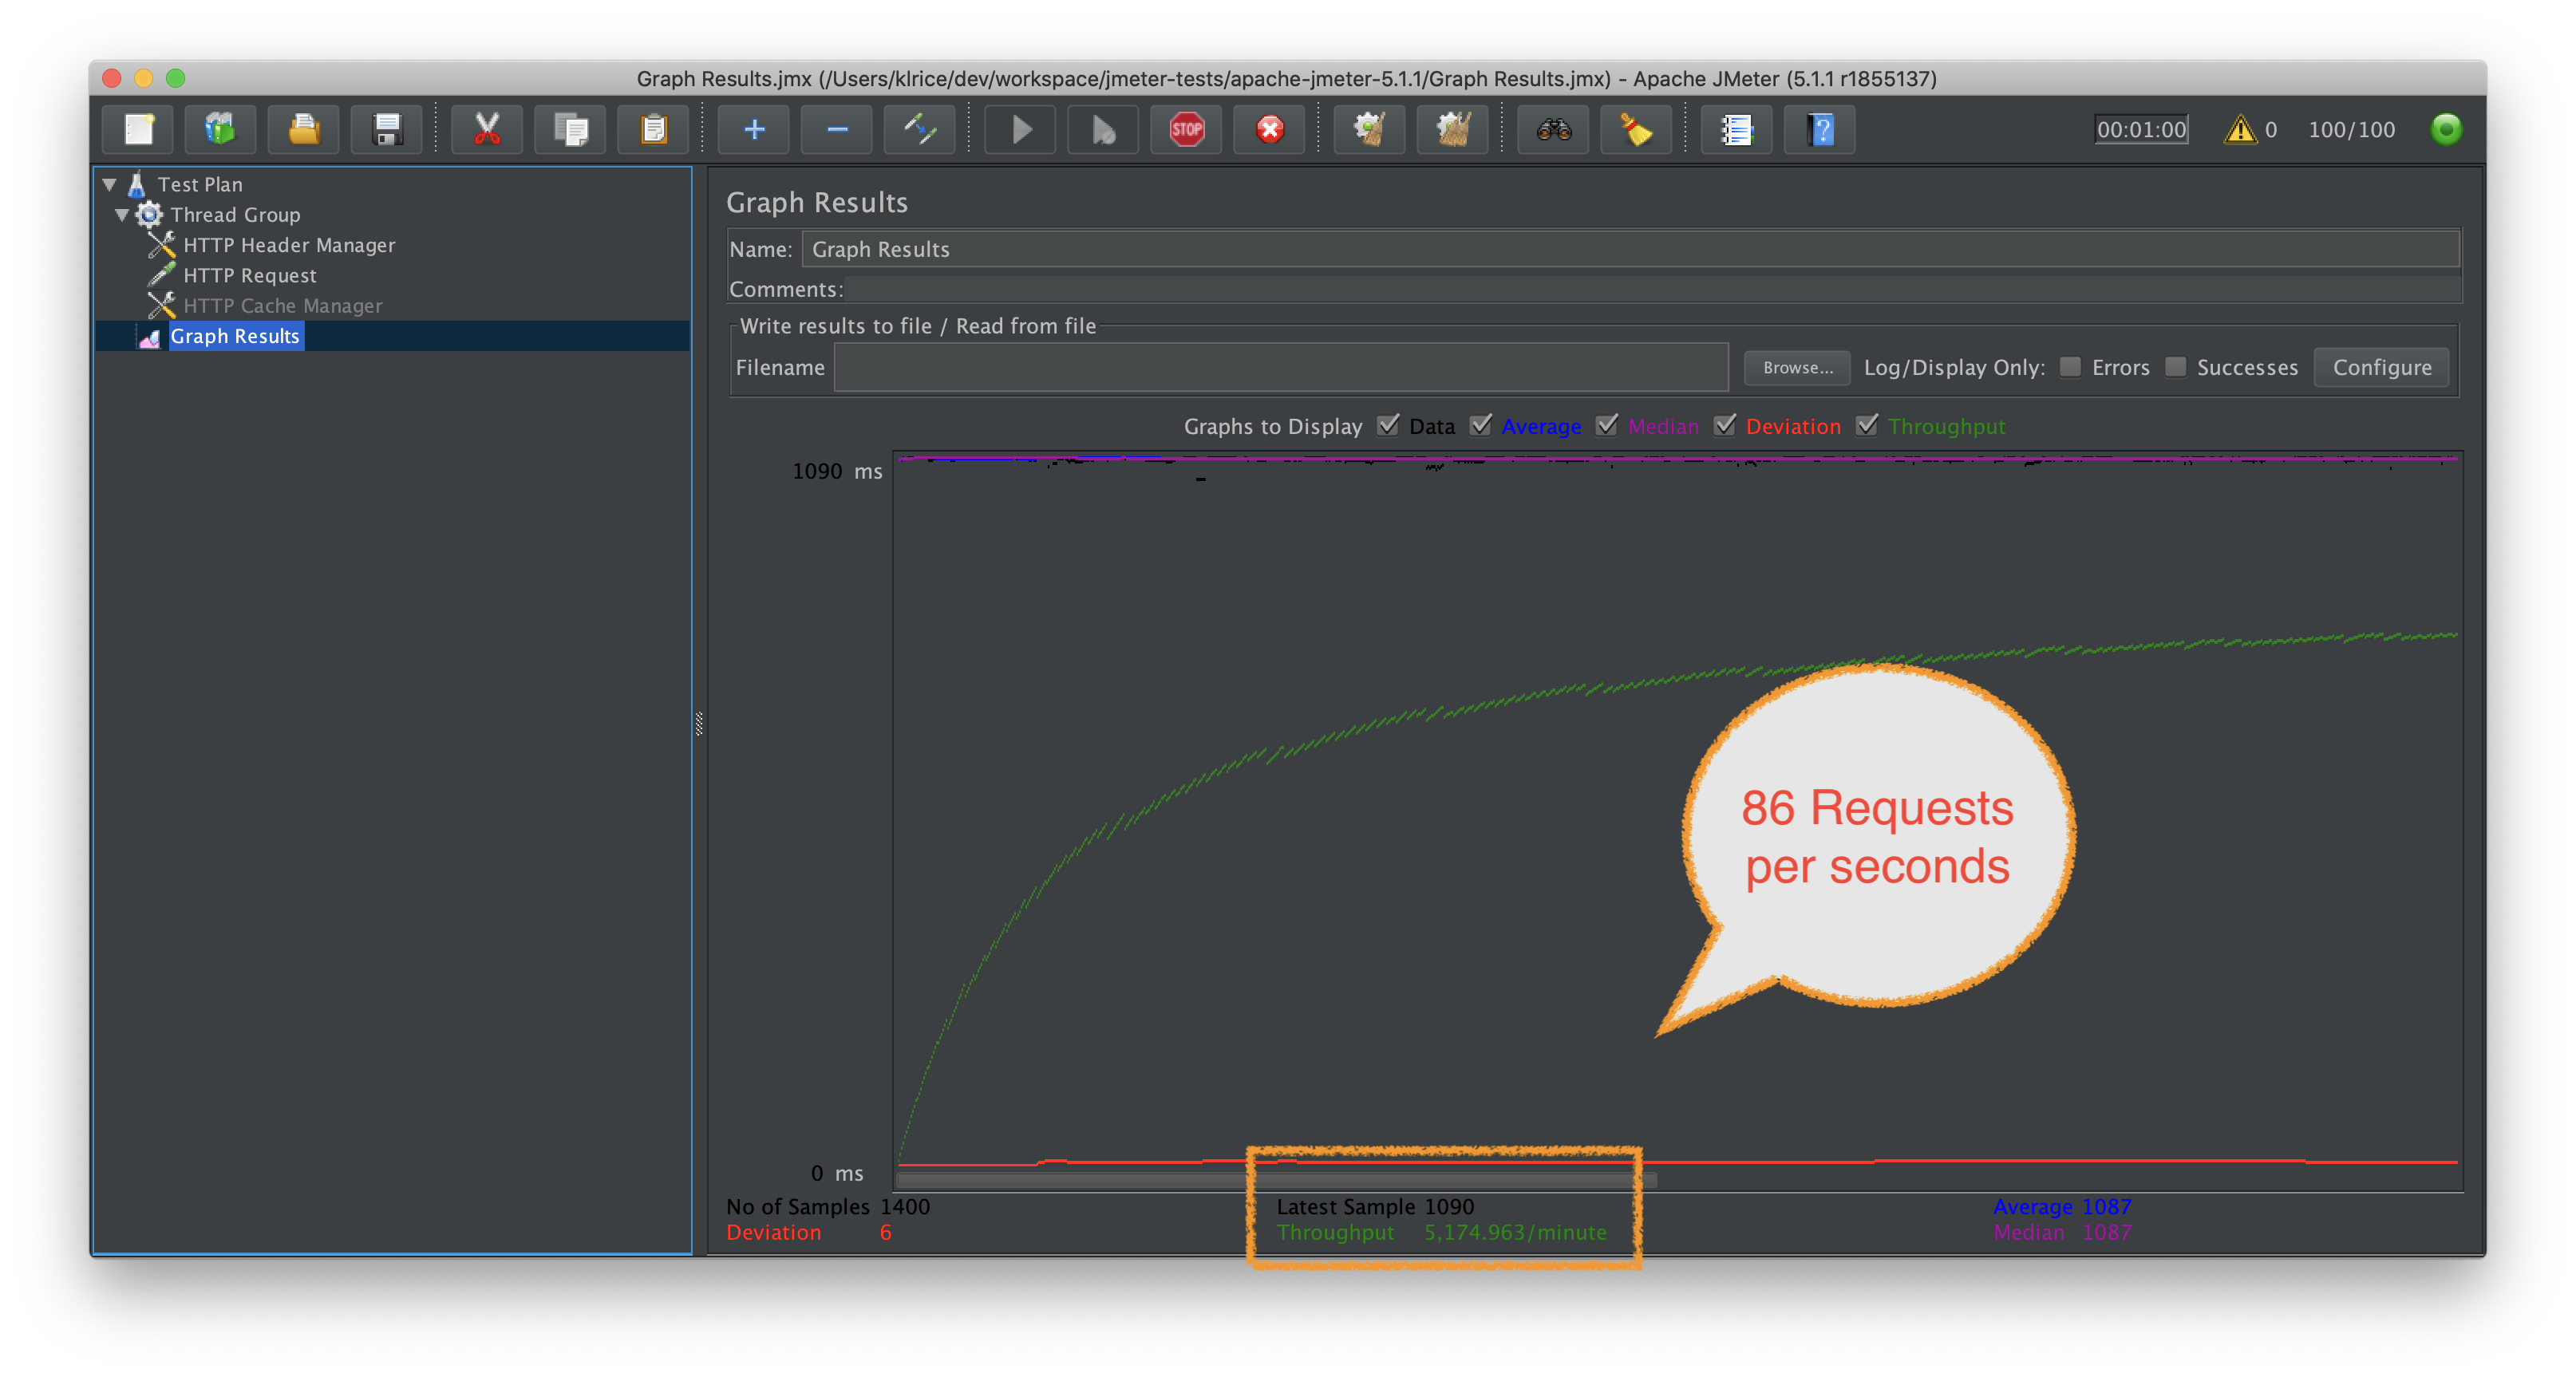 Graph Results.jmx (/Users/klrice/dev/workspace/jmeter-tests/apache-jmeter-5.1.1/Graph Results.jmx) - Apache JMeter (5.1.1 r1855137)
STOP
00:01:00 0 100/100
Test Plan
Thread Group
HTTP Header Manager
HTTP Request
HTTP Cache Manager
Graph Results
Graph Results
Name: Graph Results
Comments:
Write results to file / Read from file
Filename Browse... Log/Display Only: Errors Successes Configure
Graphs to Display Data Average Median Deviation Throughput
1090 ms
86 Requests
per seconds
0 ms
No of Samples 1400 Latest Sample 1090 Average 1087
Deviation 6 Throughput 5,174.963/minute Median 1087